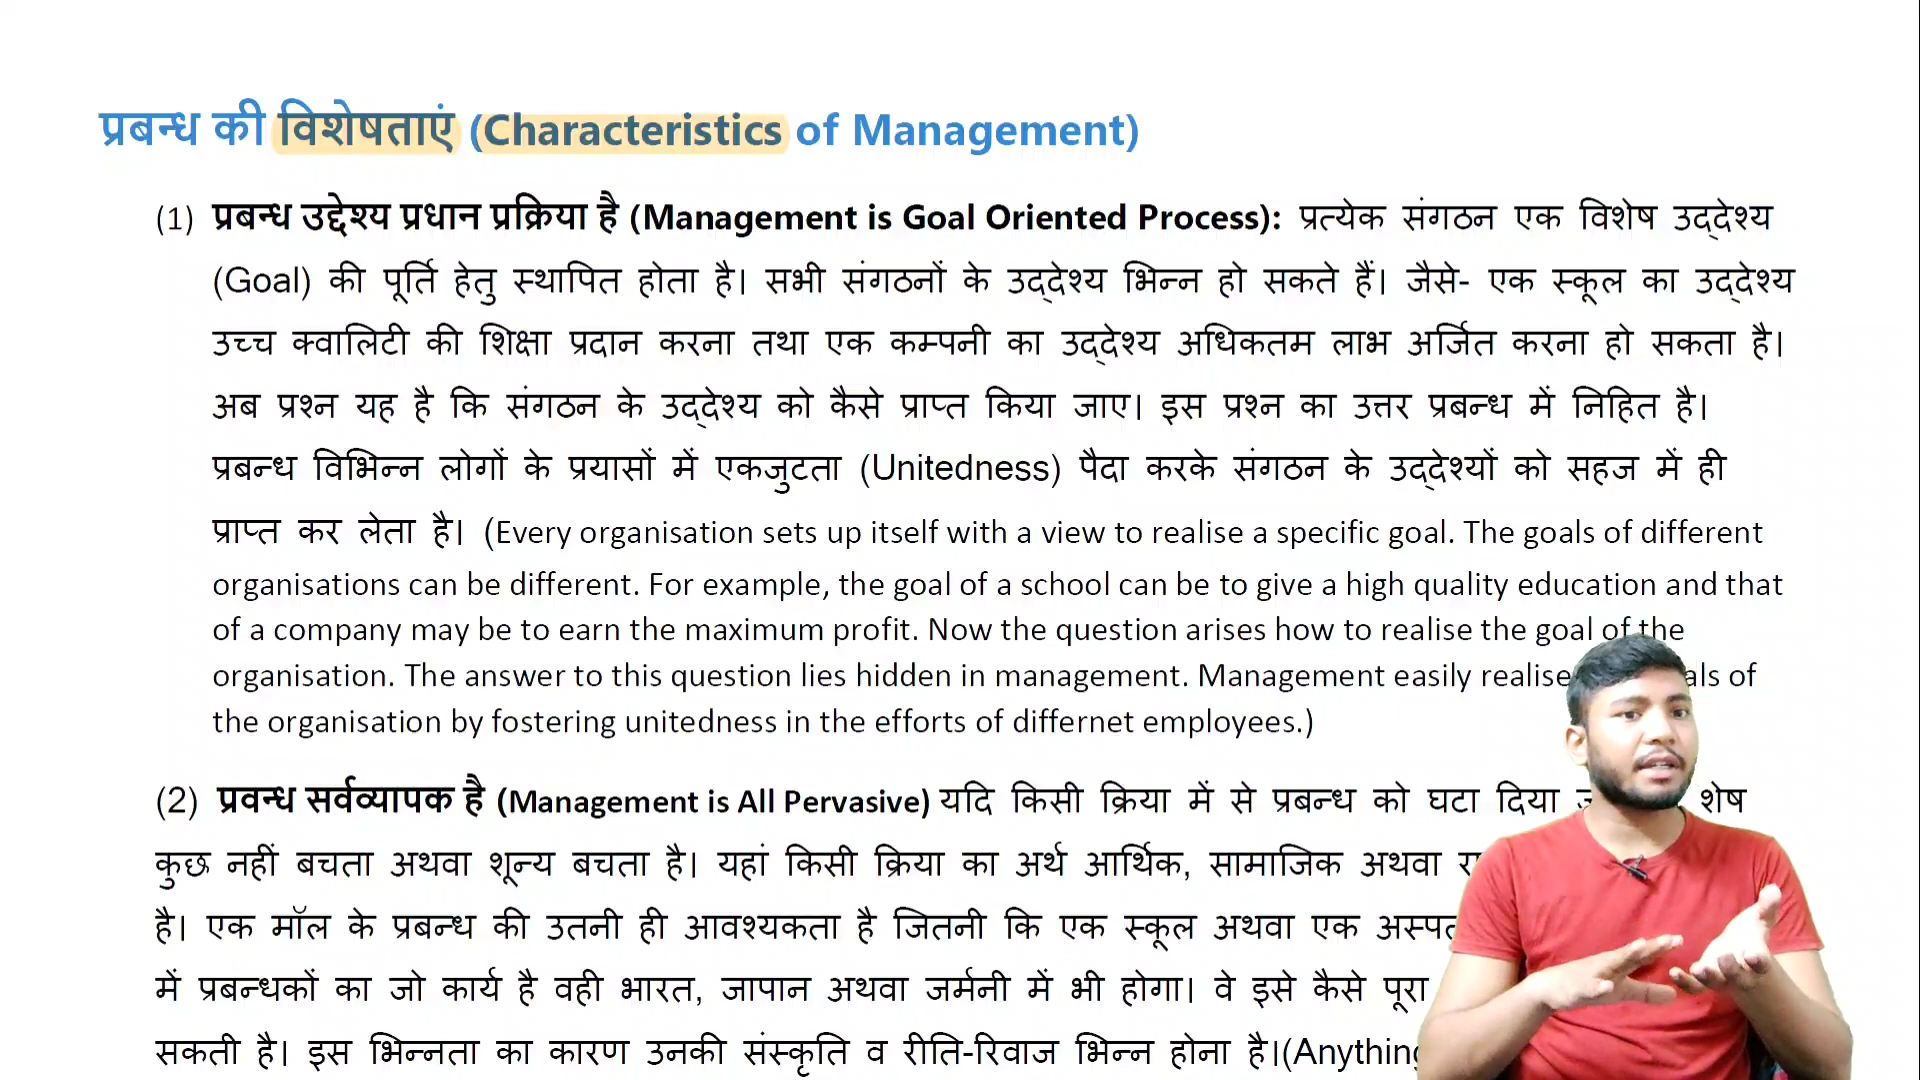 प्रबन्ध की विशेषताएं (Characteristics of Management)
(1) प्रबन्ध उद्देश्य प्रधान प्रक्रिया है (Management is Goal Oriented Process): प्रत्येक संगठन एक विशेष उद्देश्य
(Goal) की पूर्ति हेतु स्थापित होता है। सभी संगठनों के उद्देश्य भिन्न हो सकते हैं। जैसे- एक स्कूल का उद्देश्य
उच्च क्वालिटी की शिक्षा प्रदान करना तथा एक कम्पनी का उद्देश्य अधिकतम लाभ अर्जित करना हो सकता है।
अब प्रश्न यह है कि संगठन के उद्देश्य को कैसे प्राप्त किया जाए। इस प्रश्न का उत्तर प्रबन्ध में निहित है।
प्रबन्ध विभिन्न लोगों के प्रयासों में एकजुटता (Unitedness) पैदा करके संगठन के उद्देश्यों को सहज में ही
प्राप्त कर लेता है। (Every organisation sets up itself with a view to realise a specific goal. The goals of different
organisations can be different. For example, the goal of a school can be to give a high quality education and that
of a company may be to earn the maximum profit. Now the question arises how to realise the goal of the
organisation. The answer to this question lies hidden in management. Management easily of
the organisation by fostering unitedness in the efforts of differnet employees.)
(2) प्रवन्ध सर्वव्यापक है (Management is All Pervasive) यदि किसी क्रिया में से प्रबन्ध को घटा दिया शेष
कुछ नहीं बचता अथवा शून्य बचता है। यहां किसी क्रिया का अर्थ आर्थिक, सामाजिक अथवा
है। एक मॉल के प्रबन्ध की उतनी ही आवश्यकता है जितनी कि एक स्कूल अथवा एक
में प्रबन्धकों का जो कार्य है वही भारत, जापान अथवा जर्मनी में भी होगा। वे इसे कैसे पूरा
सकती है। इस भिन्नता का कारण उनकी संस्कृति व रीति-रिवाज भिन्न होना है।(Anything